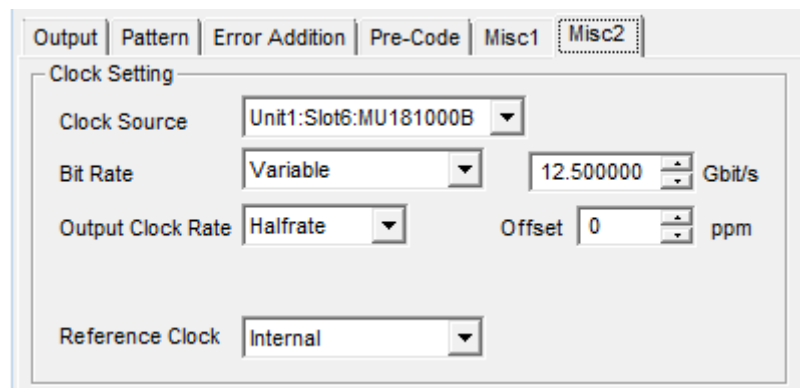 Output Pattern Error Addition Pre-Code Misc1 Misc2
Clock Setting
Clock Source Unit1:Slot6:MU181000B
Bit Rate Variable 12.500000 Gbit/s
Output Clock Rate Halfrate Offset 0 ppm
Reference Clock Internal